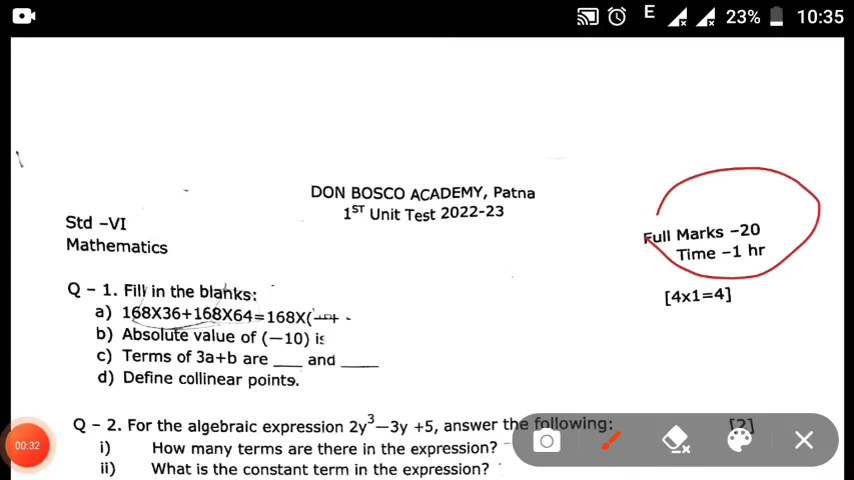 E 23% 10:35
DON BOSCO ACADEMY, Patna
1ST Unit Test 2022-23
Std –VI
Mathematics
Full Marks –20
Time –1 hr
Q – 1. Fill in the blanks:
[4x1=4]
a) 168X36+168X64=168X(
b) Absolute value of (–10) is
c) Terms of 3a+b are ___ and ____
d) Define collinear points.
Q – 2. For the algebraic expression 2y³–3y +5, answer the following:
i) How many terms are there in the expression?
ii) What is the constant term in the expression?
00:32